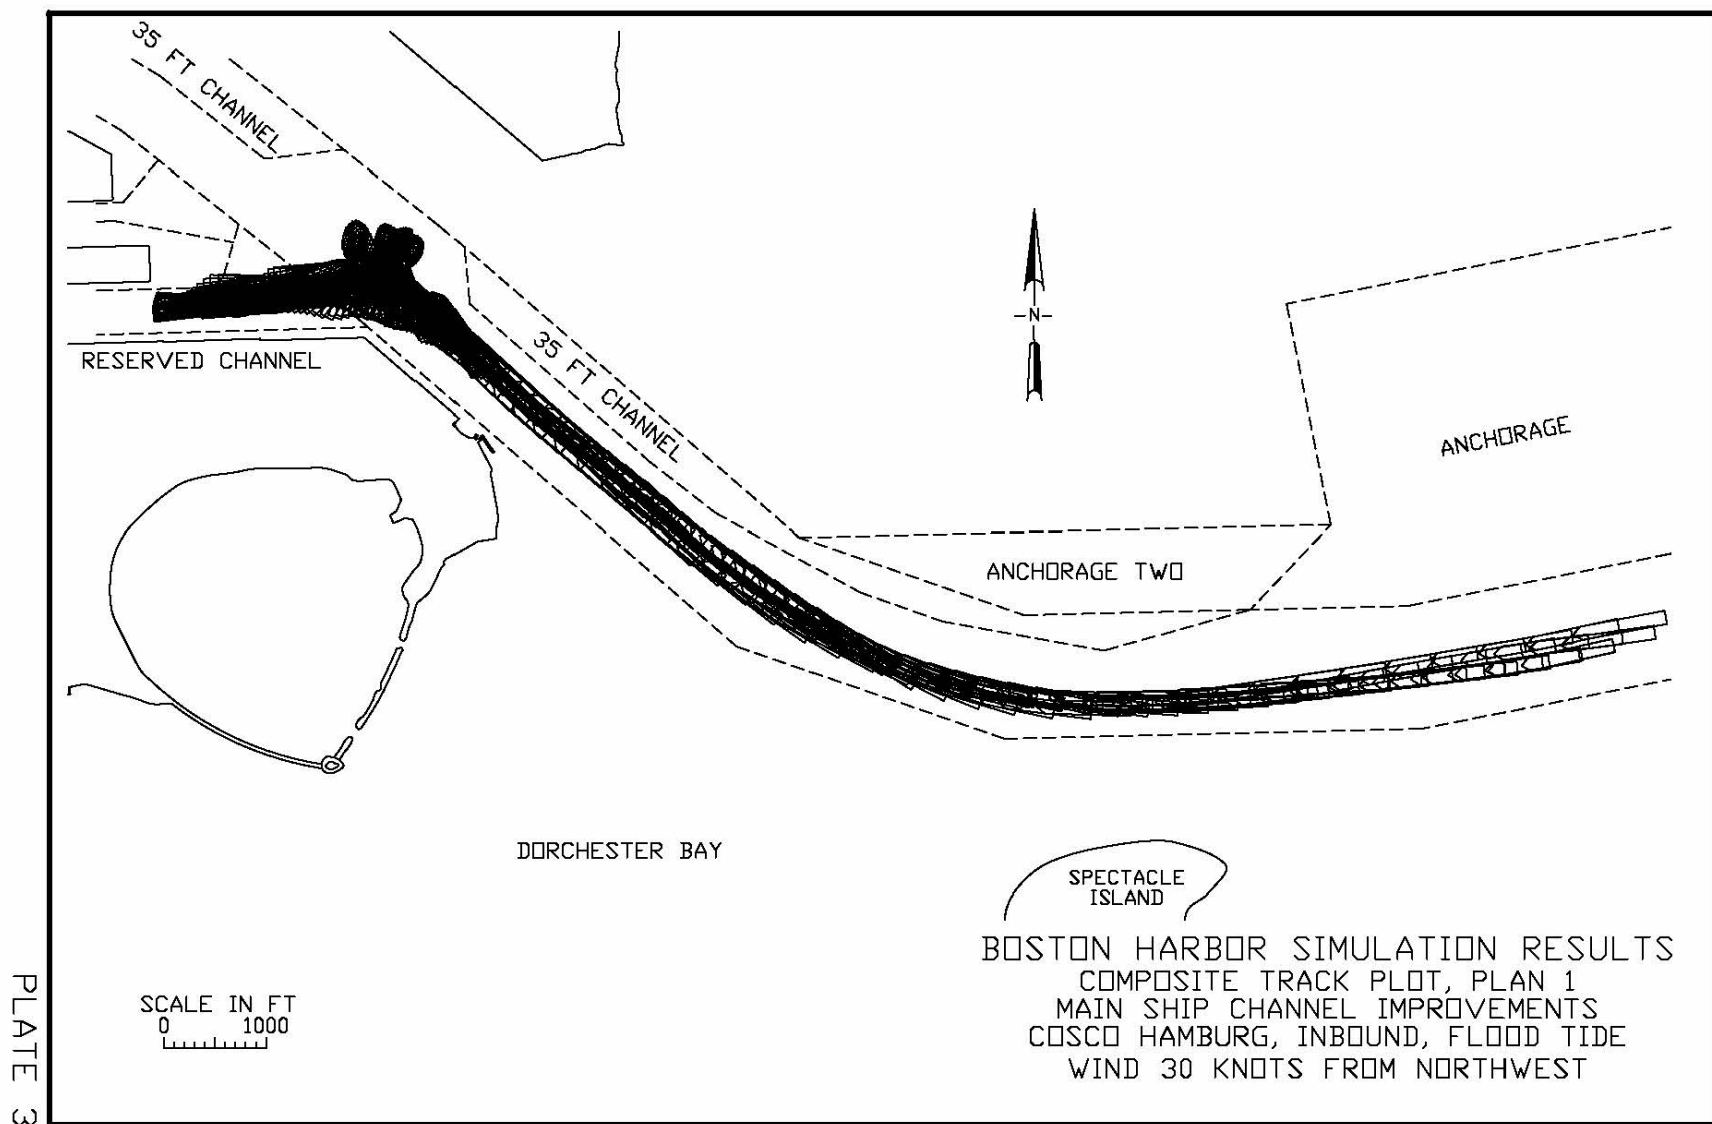 35 FT CHANNEL
RESERVED CHANNEL
35 FT CHANNEL
-N-
ANCHORAGE
ANCHORAGE TWO
DORCHESTER BAY
SPECTACLE
ISLAND
BOSTON HARBOR SIMULATION RESULTS
COMPOSITE TRACK PLOT, PLAN 1
MAIN SHIP CHANNEL IMPROVEMENTS
COSCO HAMBURG, INBOUND, FLOOD TIDE
WIND 30 KNOTS FROM NORTHWEST
SCALE IN FT
0 1000
PLATE 3